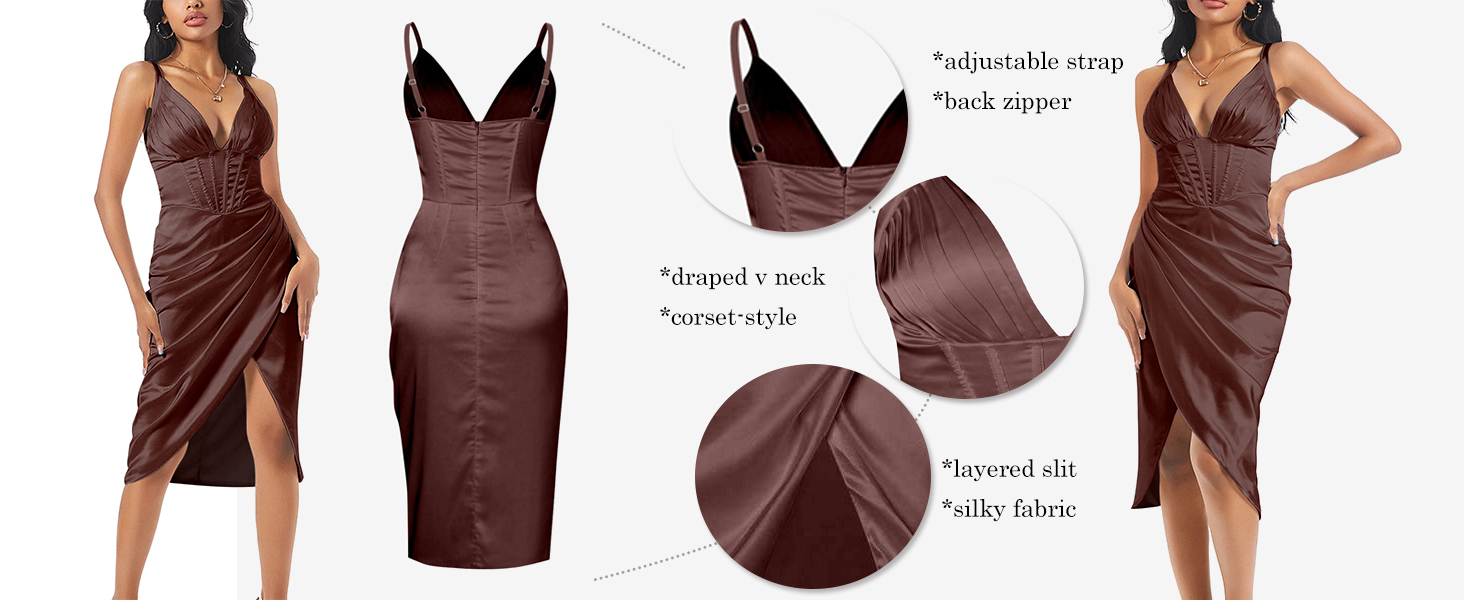 *adjustable strap
*back zipper
*draped v neck
*corset-style
*layered slit
*silky fabric